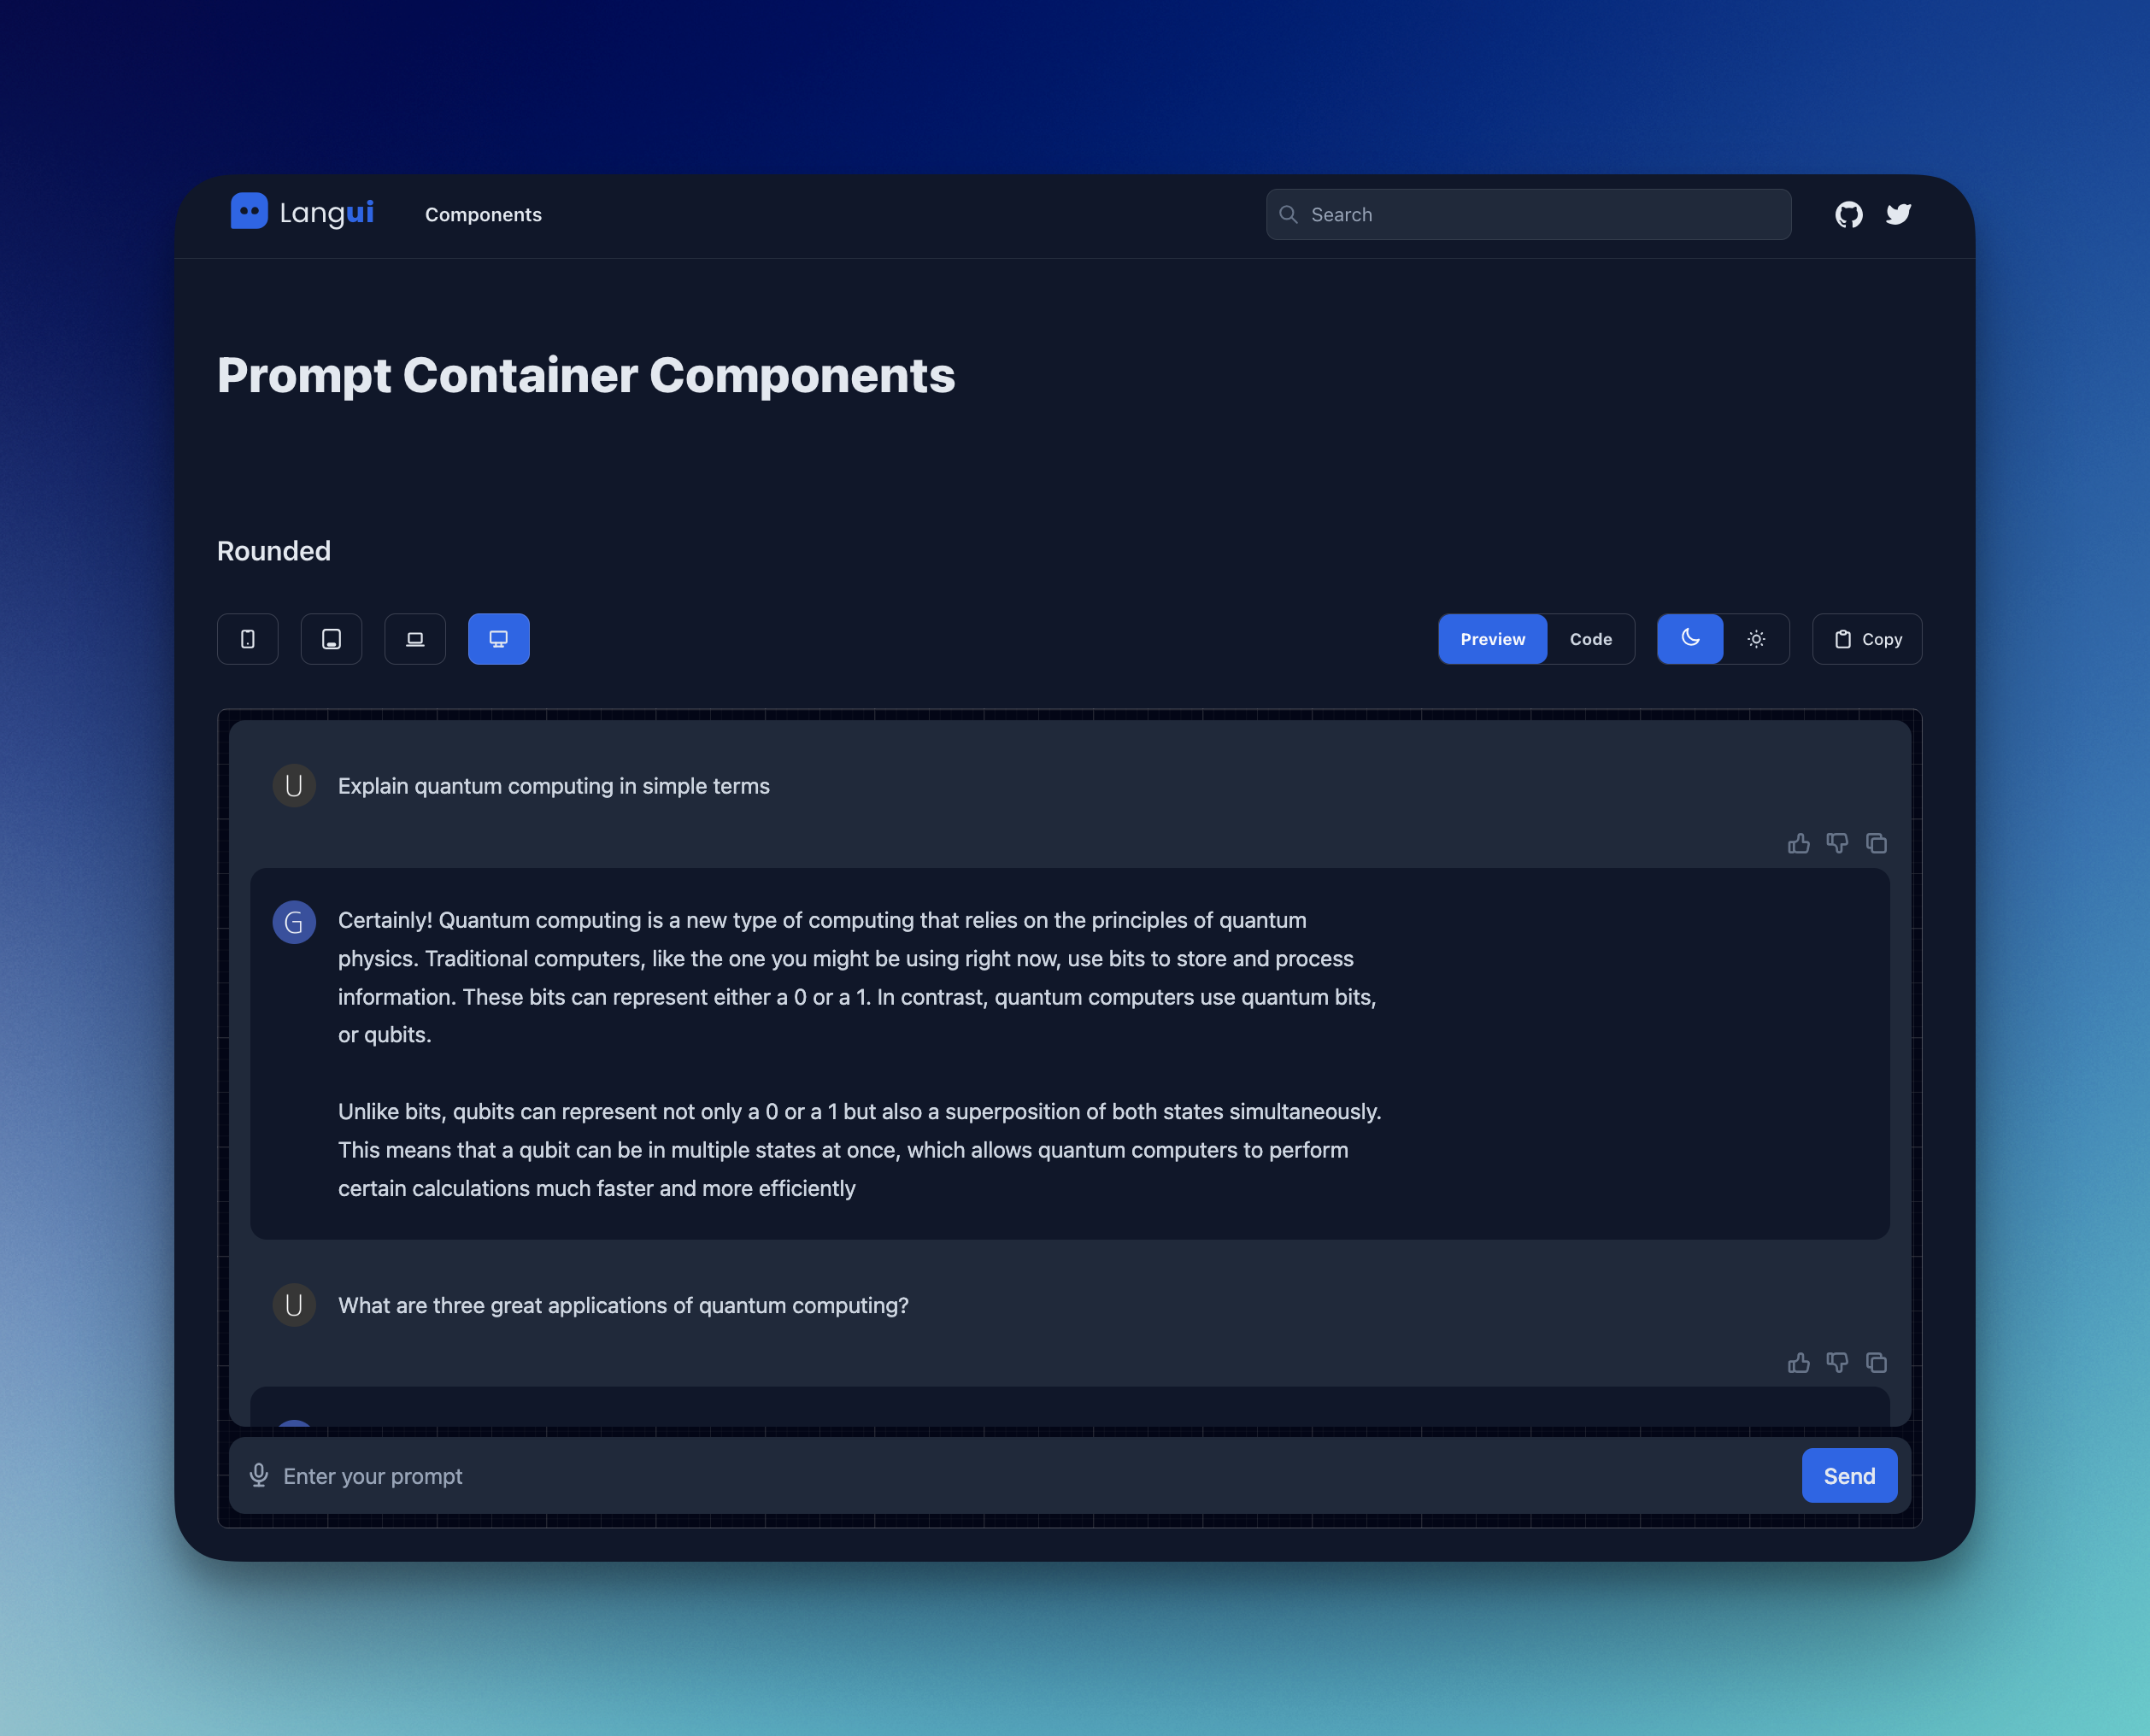 Langui
Components
Search
Prompt Container Components
Rounded
Preview
Code
Copy
U
Explain quantum computing in simple terms
G
Certainly! Quantum computing is a new type of computing that relies on the principles of quantum
physics. Traditional computers, like the one you might be using right now, use bits to store and process
information. These bits can represent either a 0 or a 1. In contrast, quantum computers use quantum bits,
or qubits.
Unlike bits, qubits can represent not only a 0 or a 1 but also a superposition of both states simultaneously.
This means that a qubit can be in multiple states at once, which allows quantum computers to perform
certain calculations much faster and more efficiently
U
What are three great applications of quantum computing?
Enter your prompt
Send